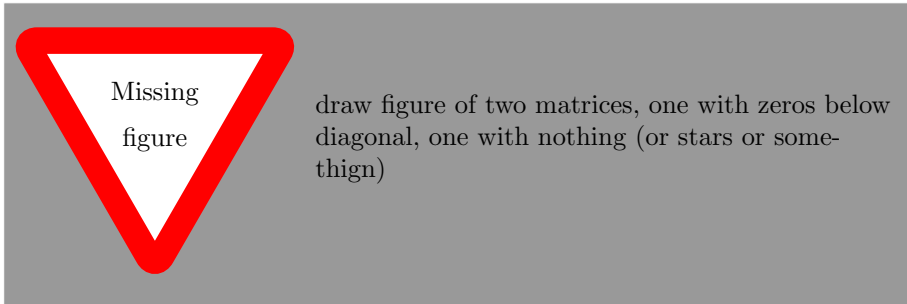 Missing
figure
draw figure of two matrices, one with zeros below
diagonal, one with nothing (or stars or some-
thign)